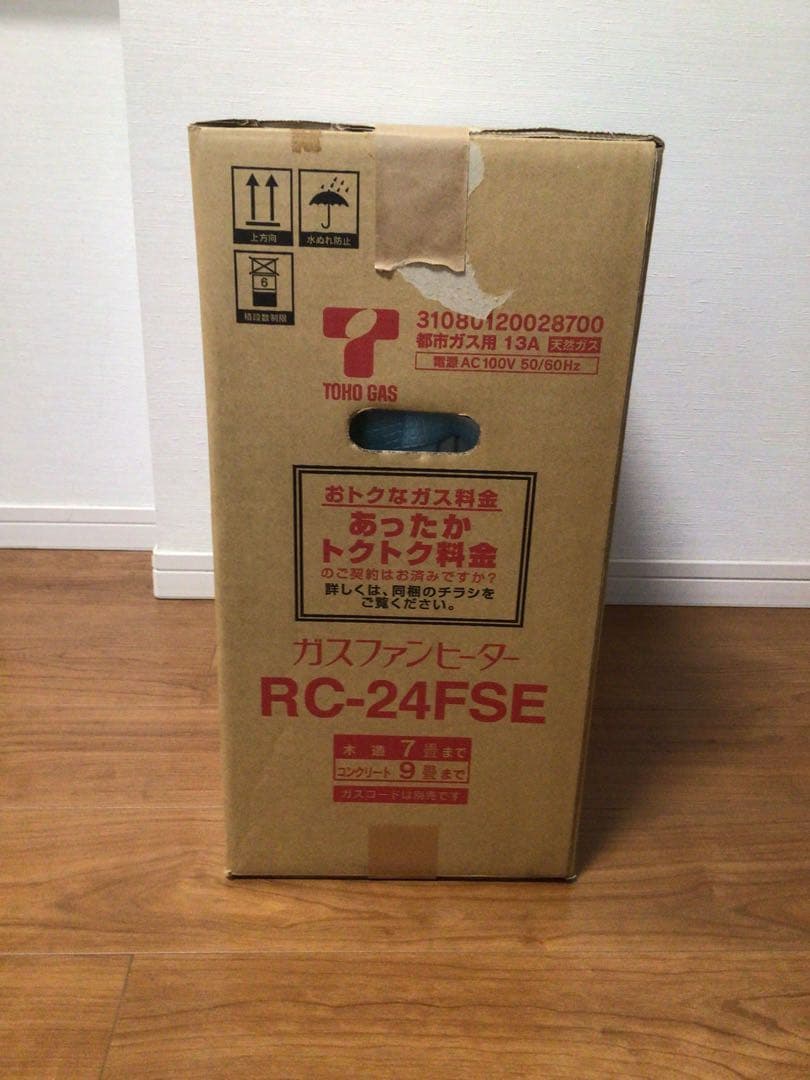 上方向
水ぬれ防止
6
積段数制限
TOHO GAS
31080120028700
都市ガス用 13A 天然ガス
電源 AC100V 50/60Hz
おトクなガス料金
あったか
トクトク料金
のご契約はお済みですか？
詳しくは、同梱のチラシを
ご覧ください。
ガスファンヒーター
RC-24FSE
木造 7畳まで
コンクリート 9畳まで
ガスコードは別売です